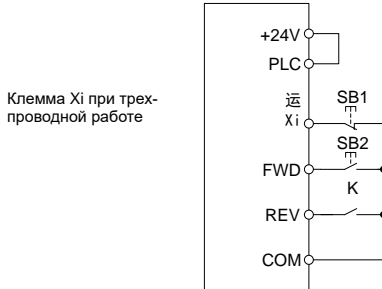 +24V
PLC
Клемма Xi при трех-
проводной работе
运
Xi
SB1
SB2
FWD
K
REV
COM